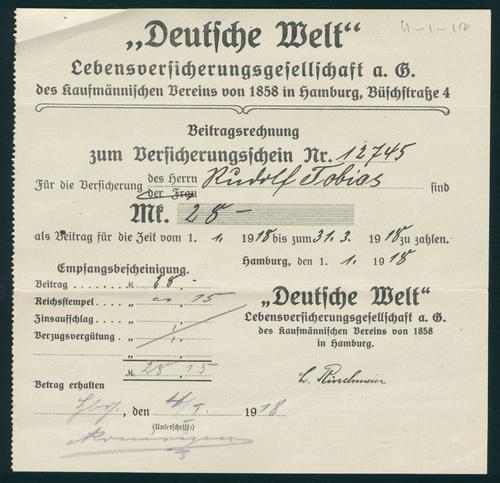 „Deutsche Welt“
Lebensversicherungsgesellschaft a. G.
des Kaufmännischen Vereins von 1858 in Hamburg, Büschstraße 4
Beitragsrechnung
zum Versicherungsschein Nr. 12745
Für die Versicherung des Herrn Rudolf Tobias sind
der Frau
Mk. 28 –
als Beitrag für die Zeit vom 1. 1. 1918 bis zum 31. 3. 1918 zu zahlen.
Hamburg, den 1. 1. 1918
Empfangsbescheinigung.
Beitrag .... M. 28.–
Reichsstempel ... „ 15
Zinsaufschlag ... „
Verzugsvergütung . „
„
M. 28.15
„Deutsche Welt“
Lebensversicherungsgesellschaft a. G.
des Kaufmännischen Vereins von 1858
in Hamburg.
Betrag erhalten
Hbg., den 4/I. 1918
(Unterschrift:)